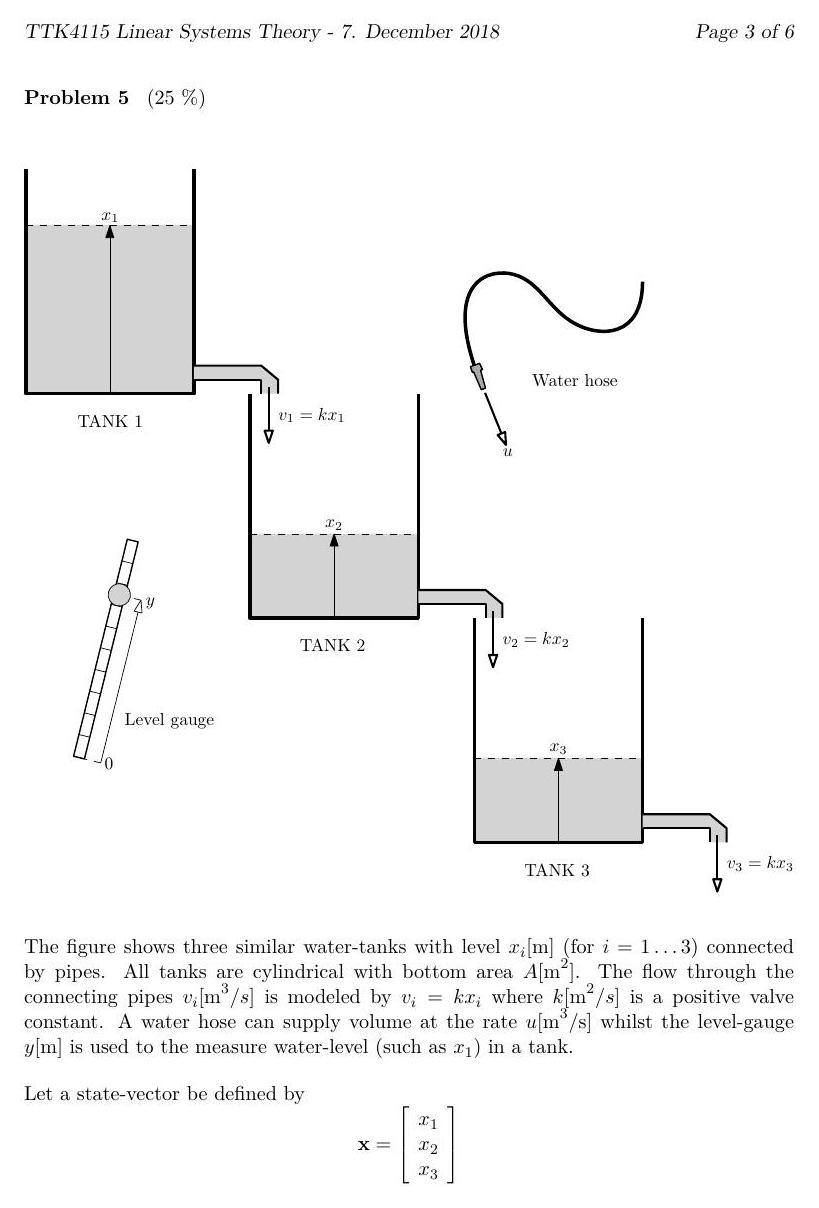 TTK4115 Linear Systems Theory - 7. December 2018 Page 3 of 6
Problem 5 (25 %)
x₁
Water hose
TANK 1
v₁ = kx₁
u
x₂
y
TANK 2
v₂ = kx₂
Level gauge
x₃
0
v₃ = kx₃
TANK 3
The figure shows three similar water-tanks with level xᵢ[m] (for i = 1...3) connected
by pipes. All tanks are cylindrical with bottom area A[m²]. The flow through the
connecting pipes vᵢ[m³/s] is modeled by vᵢ = kxᵢ where k[m²/s] is a positive valve
constant. A water hose can supply volume at the rate u[m³/s] whilst the level-gauge
y[m] is used to the measure water-level (such as x₁) in a tank.
Let a state-vector be defined by
x = [ x₁
x₂
x₃ ]